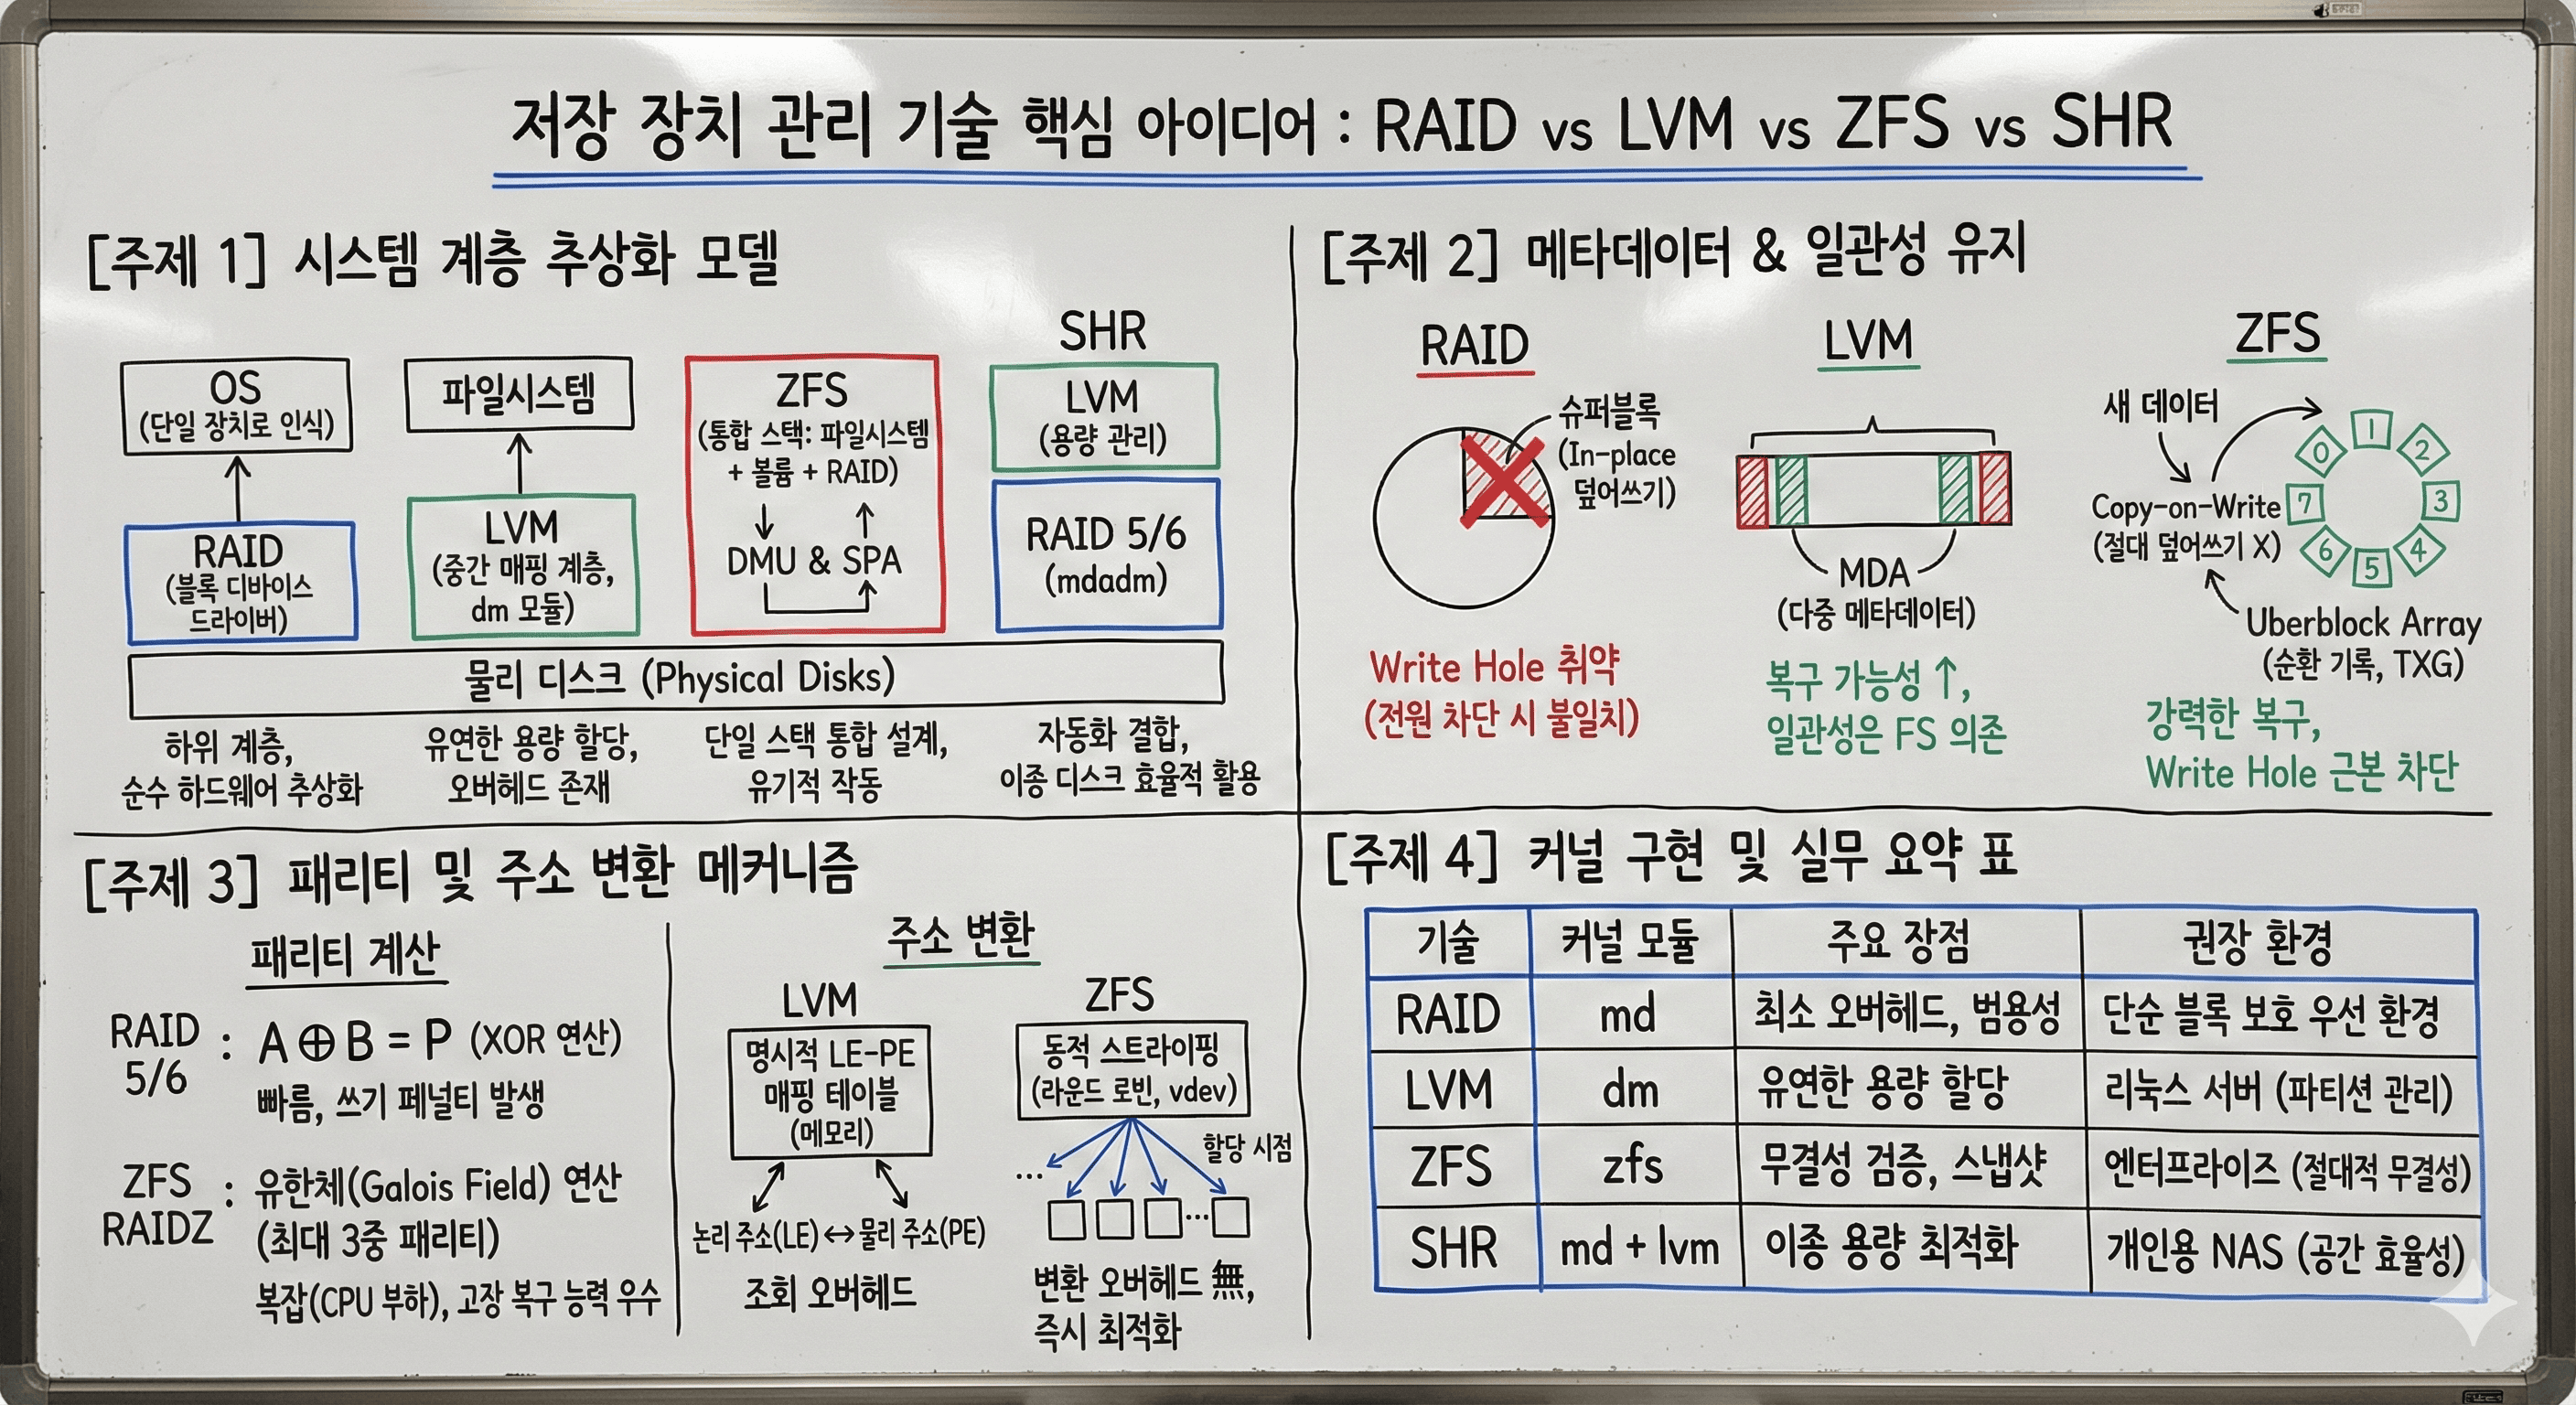 저장 장치 관리 기술 핵심 아이디어 : RAID vs LVM vs ZFS vs SHR
[주제 1] 시스템 계층 추상화 모델
OS
(단일 장치로 인식)
RAID
(블록 디바이스
드라이버)
파일시스템
LVM
(중간 매핑 계층,
dm 모듈)
ZFS
(통합 스택: 파일시스템
+ 볼륨 + RAID)
DMU & SPA
SHR
LVM
(용량 관리)
RAID 5/6
(mdadm)
물리 디스크 (Physical Disks)
하위 계층,
순수 하드웨어 추상화
유연한 용량 할당,
오버헤드 존재
단일 스택 통합 설계,
유기적 작동
자동화 결합,
이종 디스크 효율적 활용
[주제 2] 메타데이터 & 일관성 유지
RAID
슈퍼블록
(In-place
덮어쓰기)
Write Hole 취약
(전원 차단 시 불일치)
LVM
MDA
(다중 메타데이터)
복구 가능성 ↑,
일관성은 FS 의존
ZFS
새 데이터
Copy-on-Write
(절대 덮어쓰기 X)
0
1
2
3
4
5
6
7
Uberblock Array
(순환 기록, TXG)
강력한 복구,
Write Hole 근본 차단
[주제 3] 패리티 및 주소 변환 메커니즘
패리티 계산
RAID
5/6
: A ⊕ B = P (XOR 연산)
빠름, 쓰기 페널티 발생
ZFS
RAIDZ
: 유한체(Galois Field) 연산
(최대 3중 패리티)
복잡(CPU 부하), 고장 복구 능력 우수
주소 변환
LVM
명시적 LE-PE
매핑 테이블
(메모리)
논리 주소(LE) ↔ 물리 주소(PE)
조회 오버헤드
ZFS
동적 스트라이핑
(라운드 로빈, vdev)
할당 시점
...
...
변환 오버헤드 無,
즉시 최적화
[주제 4] 커널 구현 및 실무 요약 표
기술 커널 모듈 주요 장점 권장 환경
RAID md 최소 오버헤드, 범용성 단순 블록 보호 우선 환경
LVM dm 유연한 용량 할당 리눅스 서버 (파티션 관리)
ZFS zfs 무결성 검증, 스냅샷 엔터프라이즈 (절대적 무결성)
SHR md + lvm 이종 용량 최적화 개인용 NAS (공간 효율성)